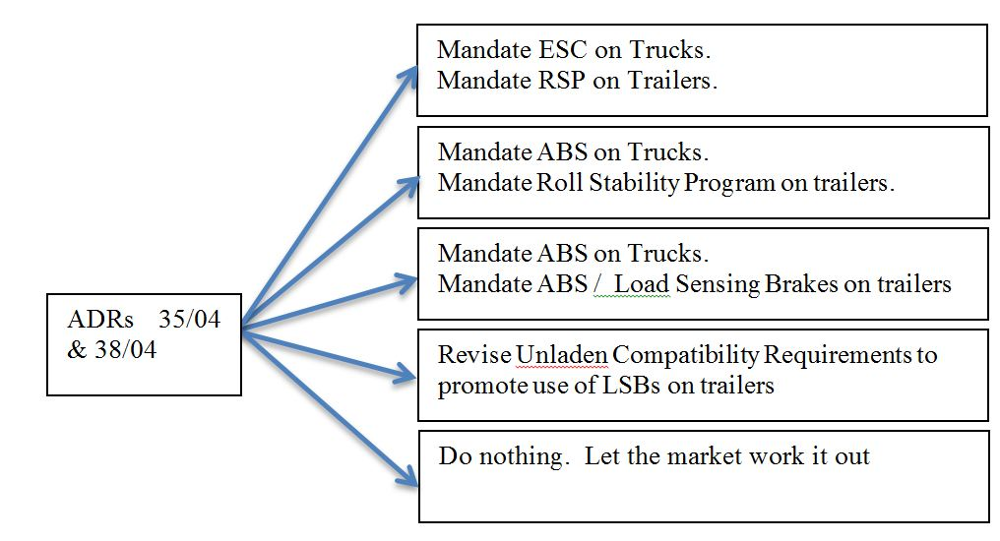 Mandate ESC on Trucks.
Mandate RSP on Trailers.
Mandate ABS on Trucks.
Mandate Roll Stability Program on trailers.
Mandate ABS on Trucks.
Mandate ABS / Load Sensing Brakes on trailers
ADRs 35/04
& 38/04
Revise Unladen Compatibility Requirements to
promote use of LSBs on trailers
Do nothing. Let the market work it out